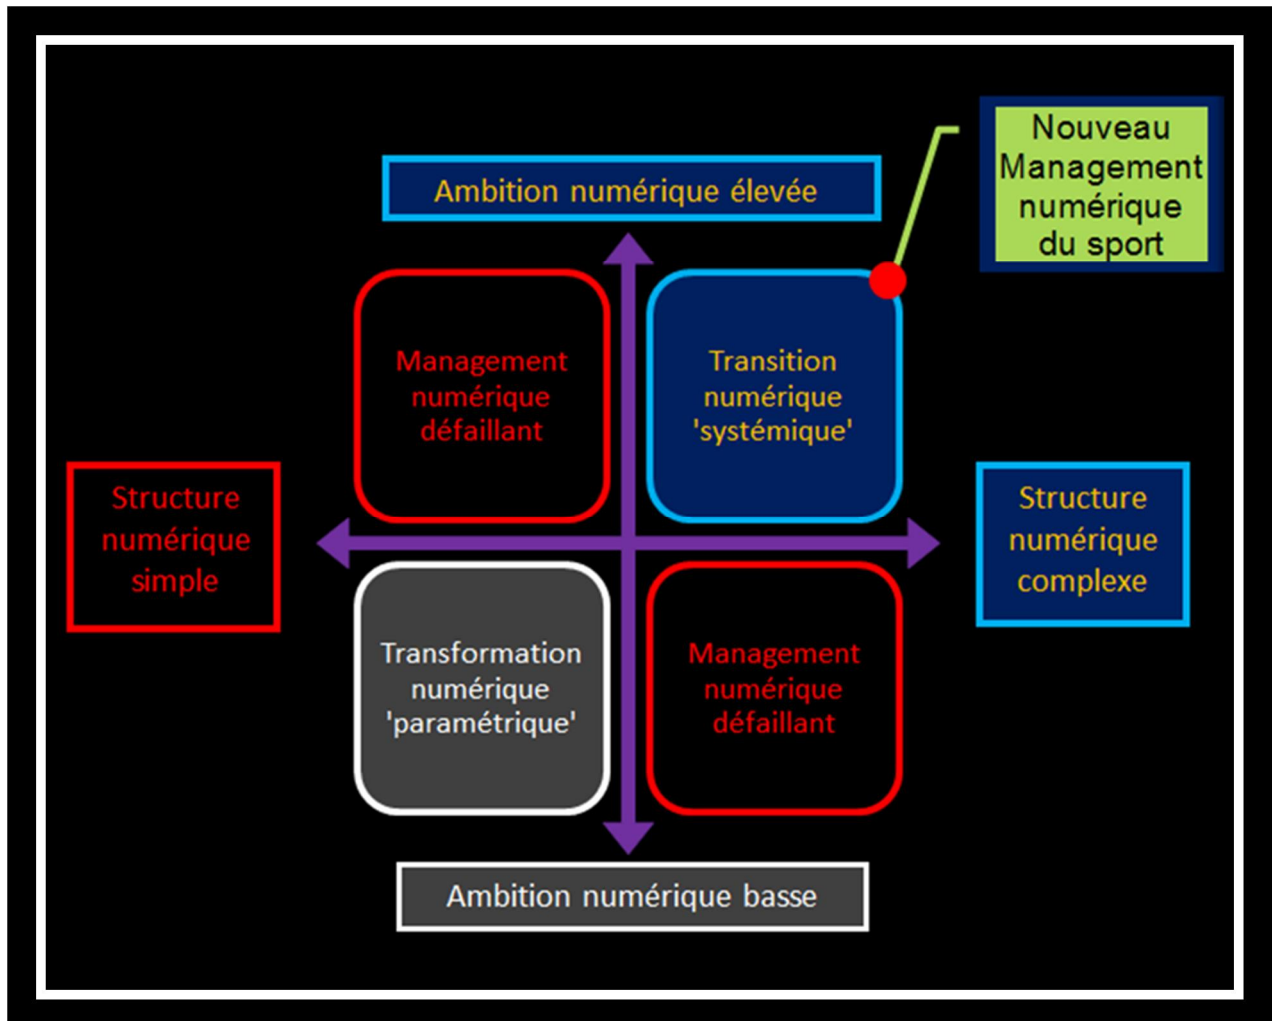 Nouveau
Management
numérique
du sport
Ambition numérique élevée
Management
numérique
défaillant
Transition
numérique
'systémique'
Structure
numérique
simple
Structure
numérique
complexe
Transformation
numérique
'paramétrique'
Management
numérique
défaillant
Ambition numérique basse